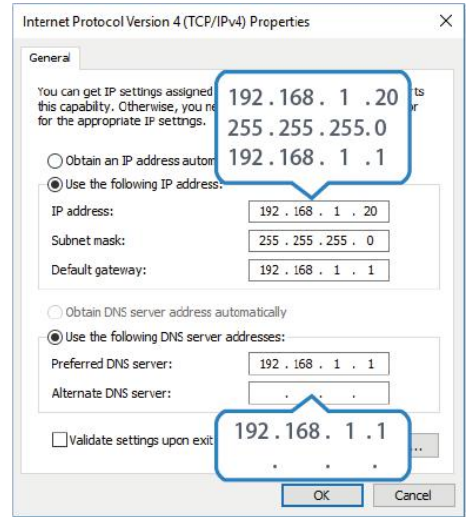 Internet Protocol Version 4 (TCP/IPv4) Properties
General
You can get IP settings assigned
this capability. Otherwise, you
for the appropriate IP settings.
192.168. 1 .20
255.255.255.0
192.168. 1 .1
Obtain an IP address
Use the following IP address:
IP address: 192 . 168 . 1 . 20
Subnet mask: 255 . 255 . 255 . 0
Default gateway: 192 . 168 . 1 . 1
Obtain DNS server address automatically
Use the following DNS server addresses:
Preferred DNS server: 192 . 168 . 1 . 1
Alternate DNS server: . . .
Validate settings upon exit
192.168. 1 .1
. . .
...
OK Cancel